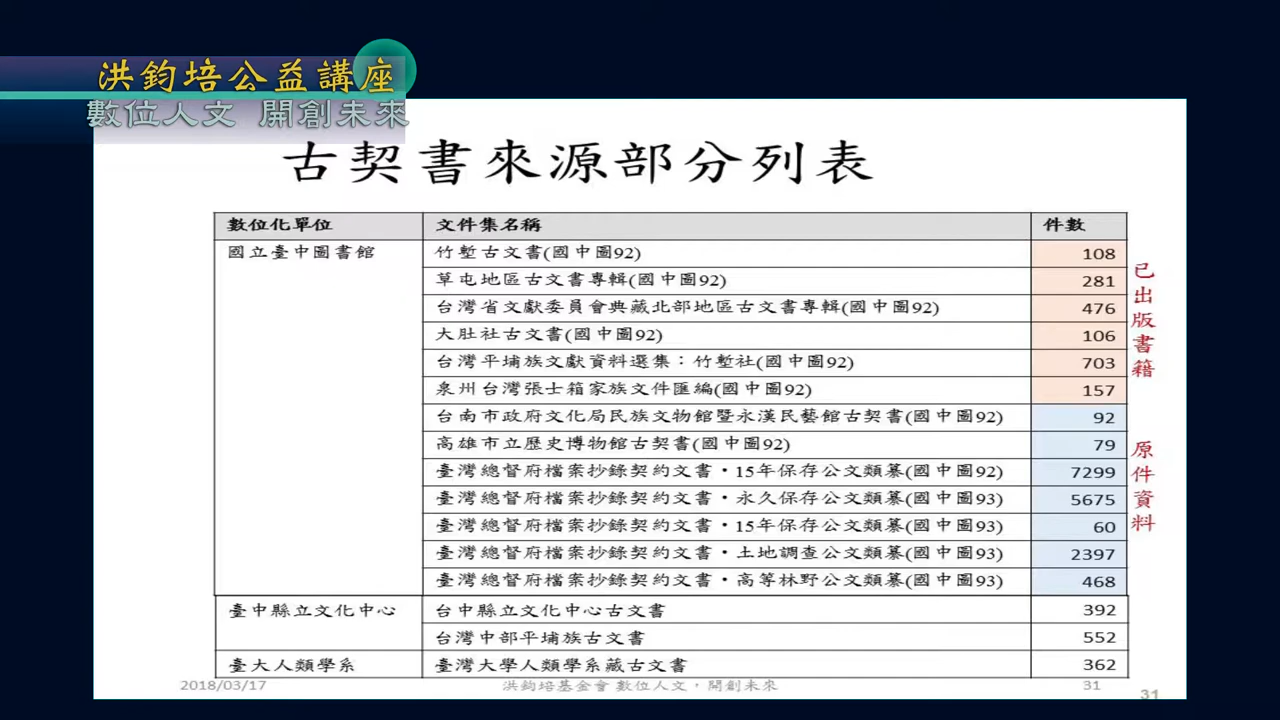 洪鈞培公益講座
數位人文 開創未來
古契書來源部分列表
數位化單位 文件集名稱 件數
國立臺中圖書館 竹塹古文書(國中圖92) 108
草屯地區古文書專輯(國中圖92) 281
台灣省文獻委員會典藏北部地區古文書專輯(國中圖92) 476
大肚社古文書(國中圖92) 106
台灣平埔族文獻資料選集：竹塹社(國中圖92) 703
泉州台灣張士箱家族文件匯編(國中圖92) 157
已出版書籍
台南市政府文化局民族文物館暨永漢民藝館古契書(國中圖92) 92
高雄市立歷史博物館古契書(國中圖92) 79
臺灣總督府檔案抄錄契約文書・15年保存公文類纂(國中圖92) 7299
臺灣總督府檔案抄錄契約文書・永久保存公文類纂(國中圖93) 5675
臺灣總督府檔案抄錄契約文書・15年保存公文類纂(國中圖93) 60
臺灣總督府檔案抄錄契約文書・土地調查公文類纂(國中圖93) 2397
臺灣總督府檔案抄錄契約文書・高等林野公文類纂(國中圖93) 468
原件資料
臺中縣立文化中心 台中縣立文化中心古文書 392
台灣中部平埔族古文書 552
臺大人類學系 臺灣大學人類學系藏古文書 362
2018/03/17 洪鈞培基金會 數位人文，開創未來 31
31